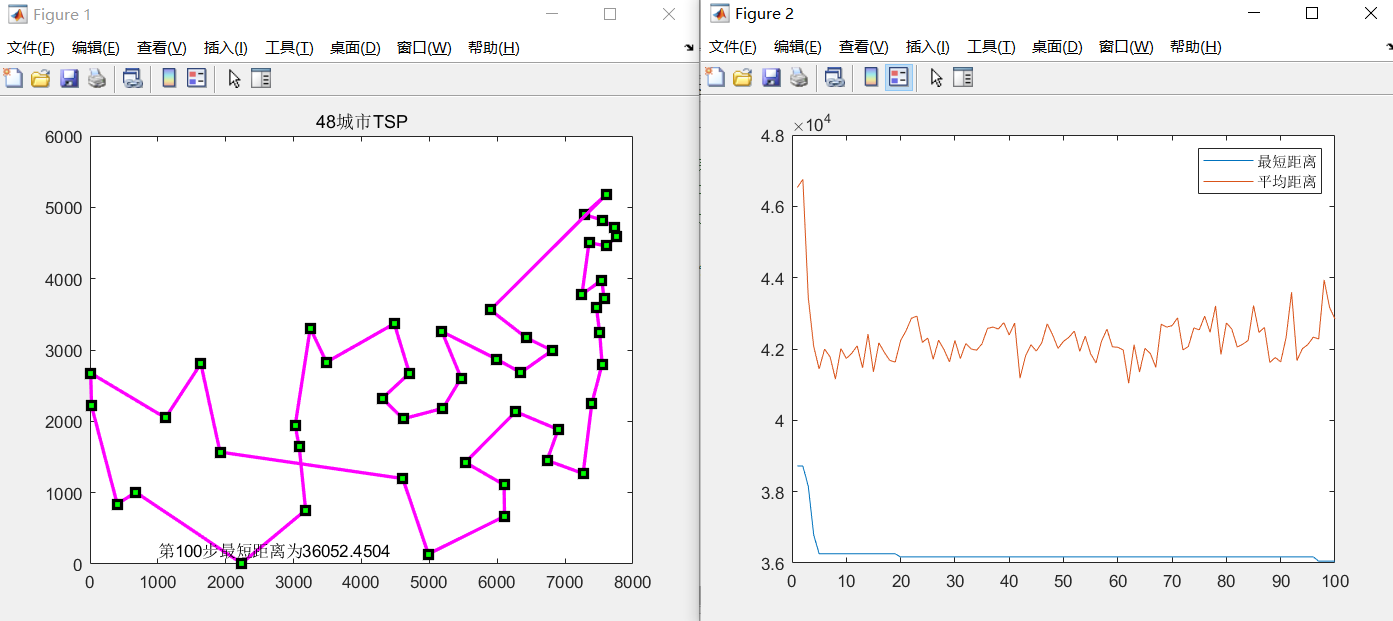 Figure 1
文件(F) 编辑(E) 查看(V) 插入(I) 工具(T) 桌面(D) 窗口(W) 帮助(H)
48城市TSP
6000
5000
4000
3000
2000
1000
0
0 1000 2000 3000 4000 5000 6000 7000 8000
第100步最短距离为36052.4504
Figure 2
文件(F) 编辑(E) 查看(V) 插入(I) 工具(T) 桌面(D) 窗口(W) 帮助(H)
×10⁴
4.8
4.6
4.4
4.2
4
3.8
3.6
0 10 20 30 40 50 60 70 80 90 100
最短距离
平均距离